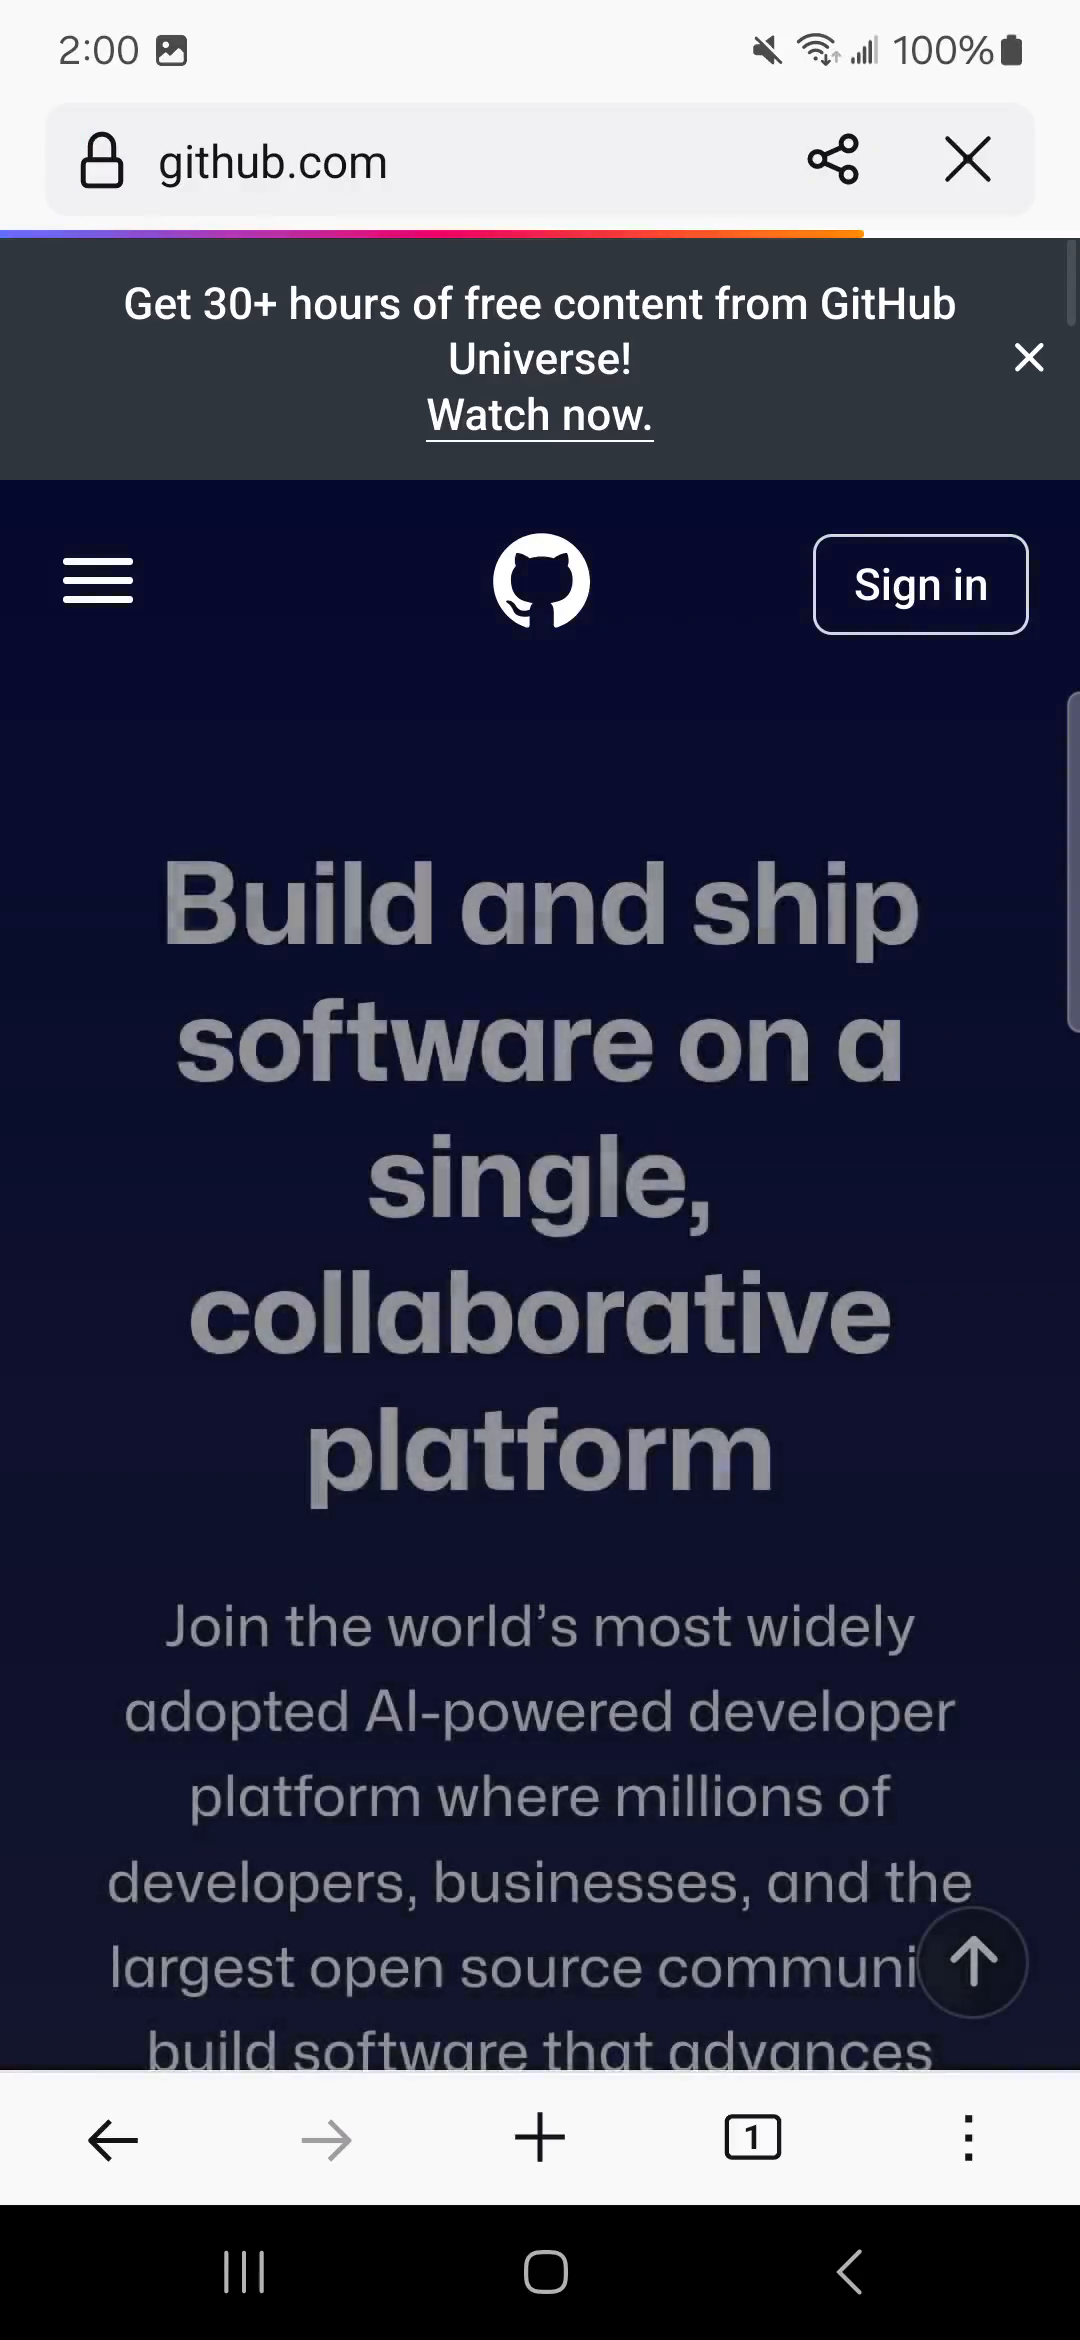 2:00 100%
github.com
Get 30+ hours of free content from GitHub
Universe!
Watch now.
Sign in
Build and ship
software on a
single,
collaborative
platform
Join the world’s most widely
adopted AI-powered developer
platform where millions of
developers, businesses, and the
largest open source communi
build software that advances
1